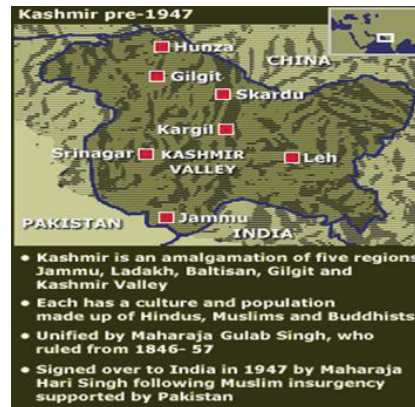 Kashmir pre-1947
Hunza
CHINA
Gilgit
Skardu
Kargil
Srinagar
KASHMIR
VALLEY
Leh
PAKISTAN
Jammu
INDIA
• Kashmir is an amalgamation of five regions
Jammu, Ladakh, Baltisan, Gilgit and
Kashmir Valley
• Each has a culture and population
made up of Hindus, Muslims and Buddhists
• Unified by Maharaja Gulab Singh, who
ruled from 1846- 57
• Signed over to India in 1947 by Maharaja
Hari Singh following Muslim insurgency
supported by Pakistan